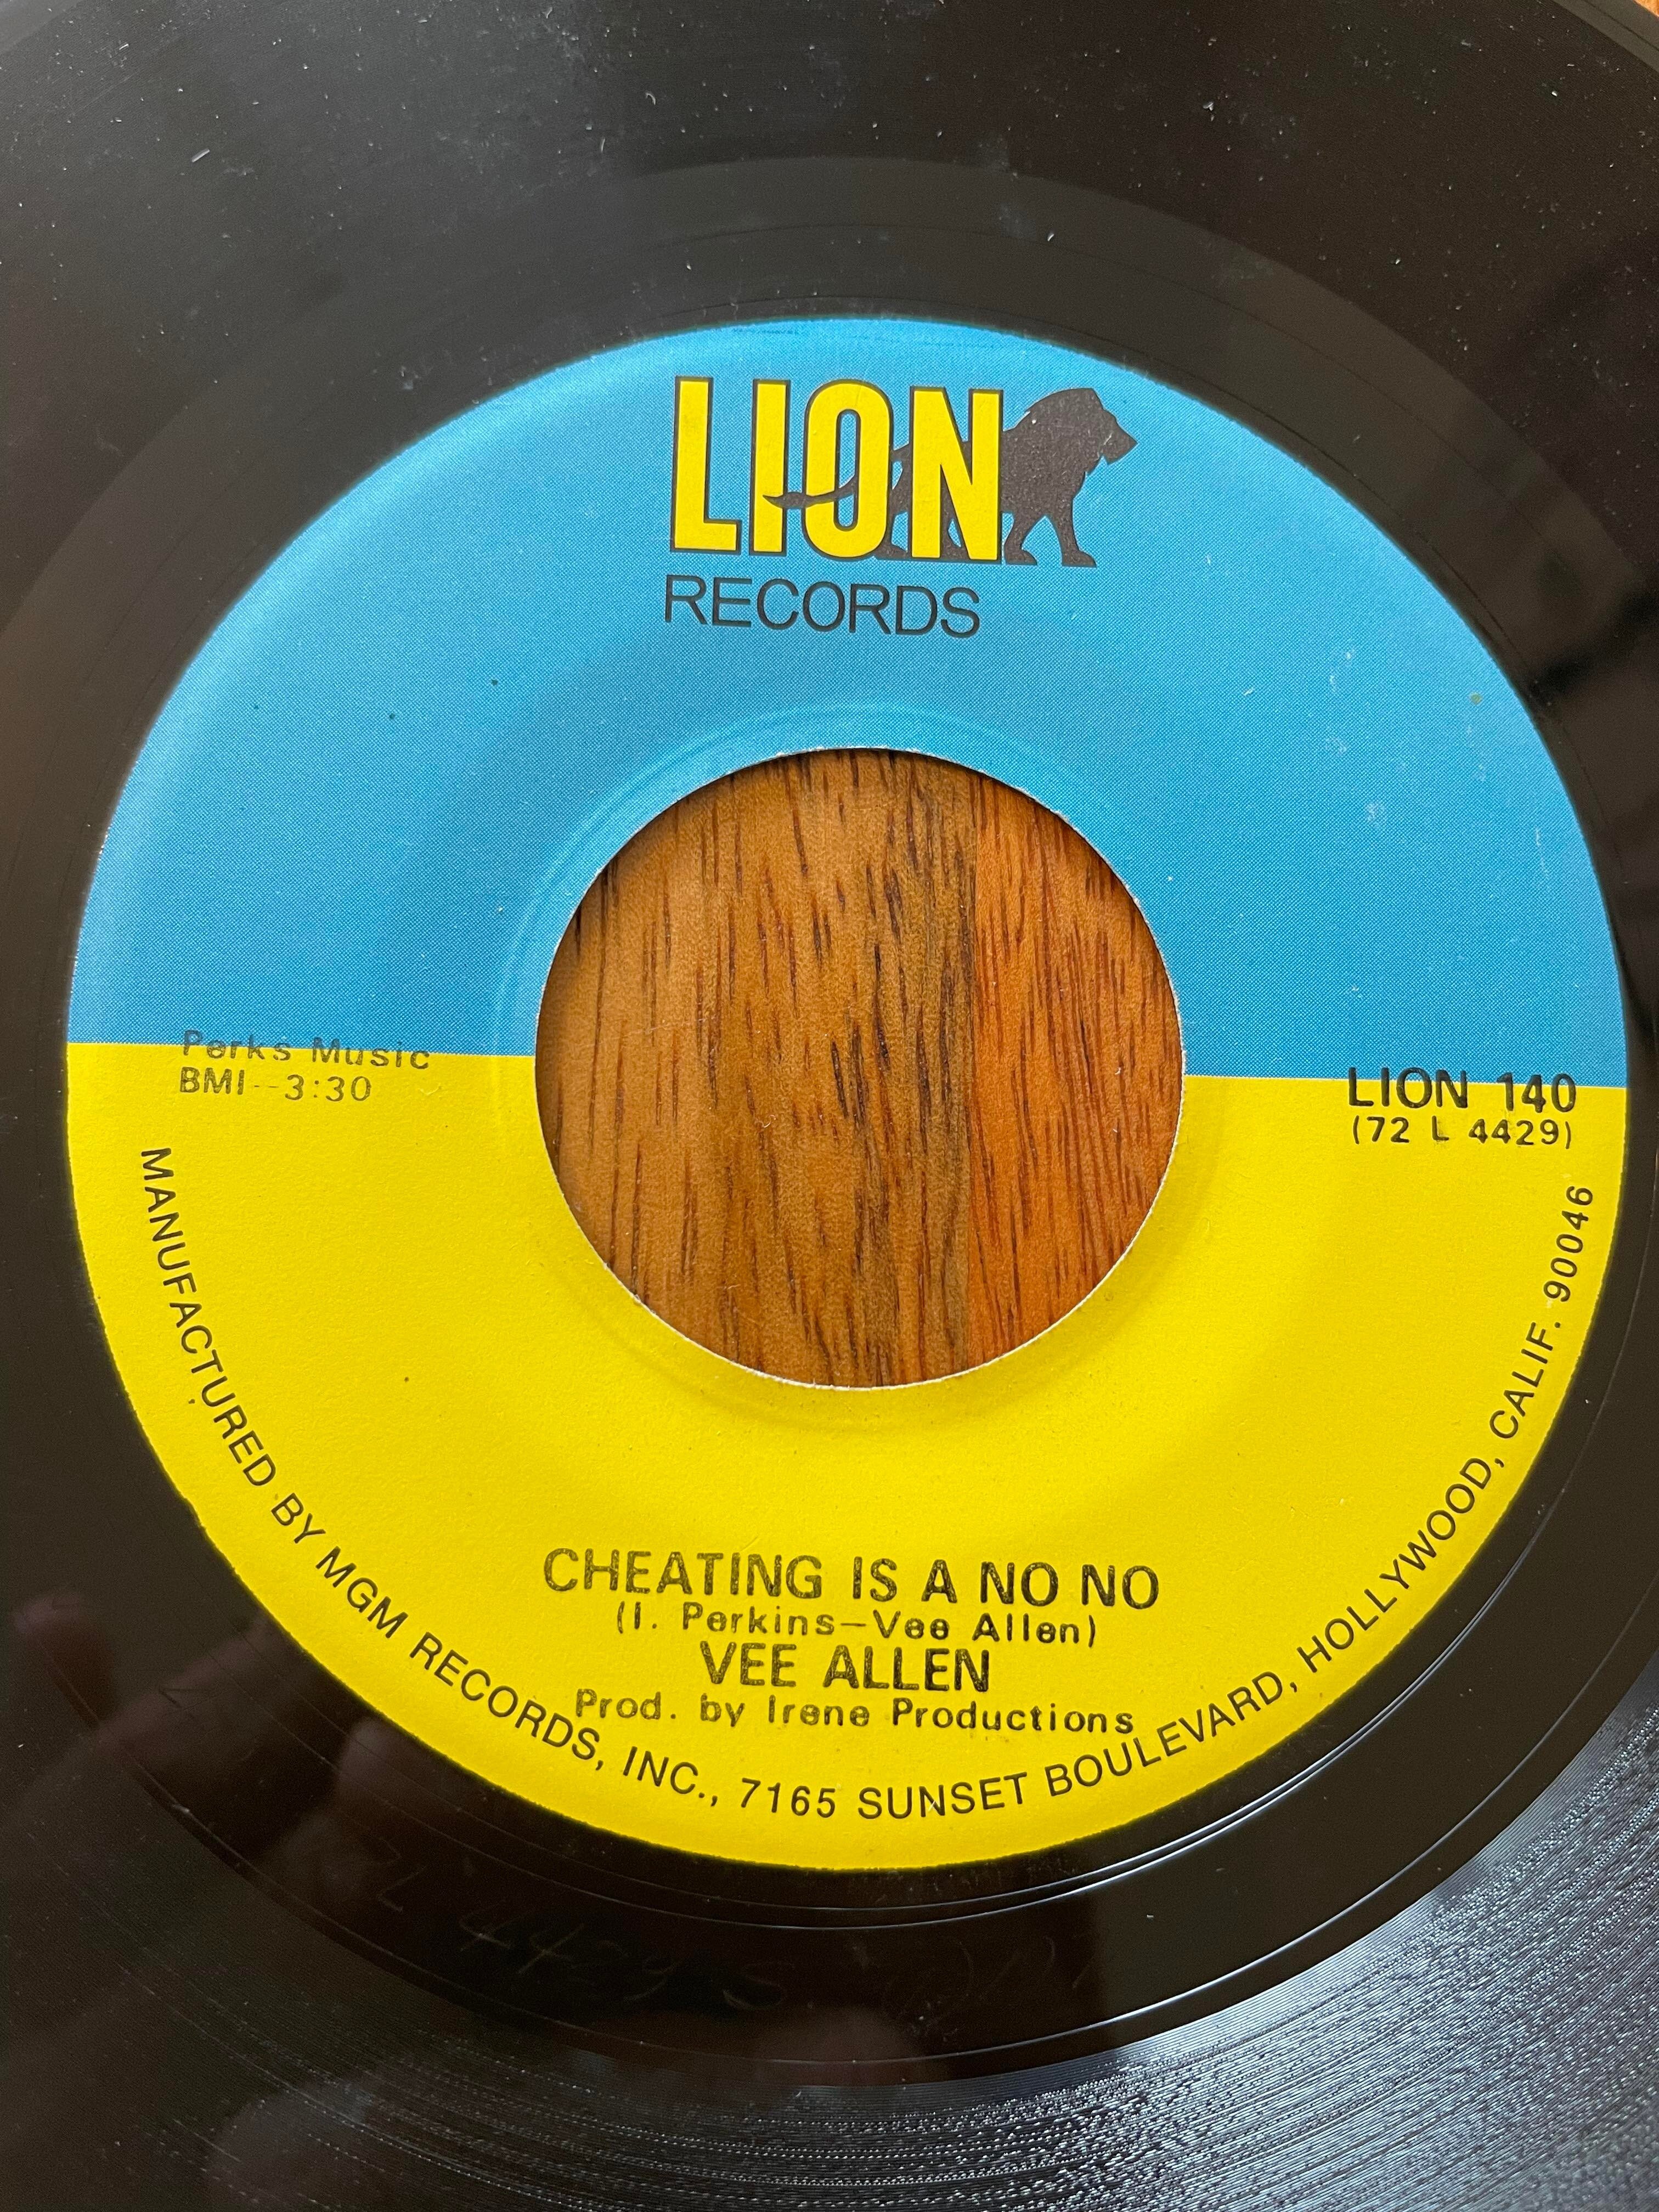 LION
RECORDS
Perks Music
BMI--3:30
LION 140
(72 L 4429)
CHEATING IS A NO NO
(I. Perkins—Vee Allen)
VEE ALLEN
Prod. by Irene Productions
MANUFACTURED BY MGM RECORDS, INC., 7165 SUNSET BOULEVARD, HOLLYWOOD, CALIF. 90046